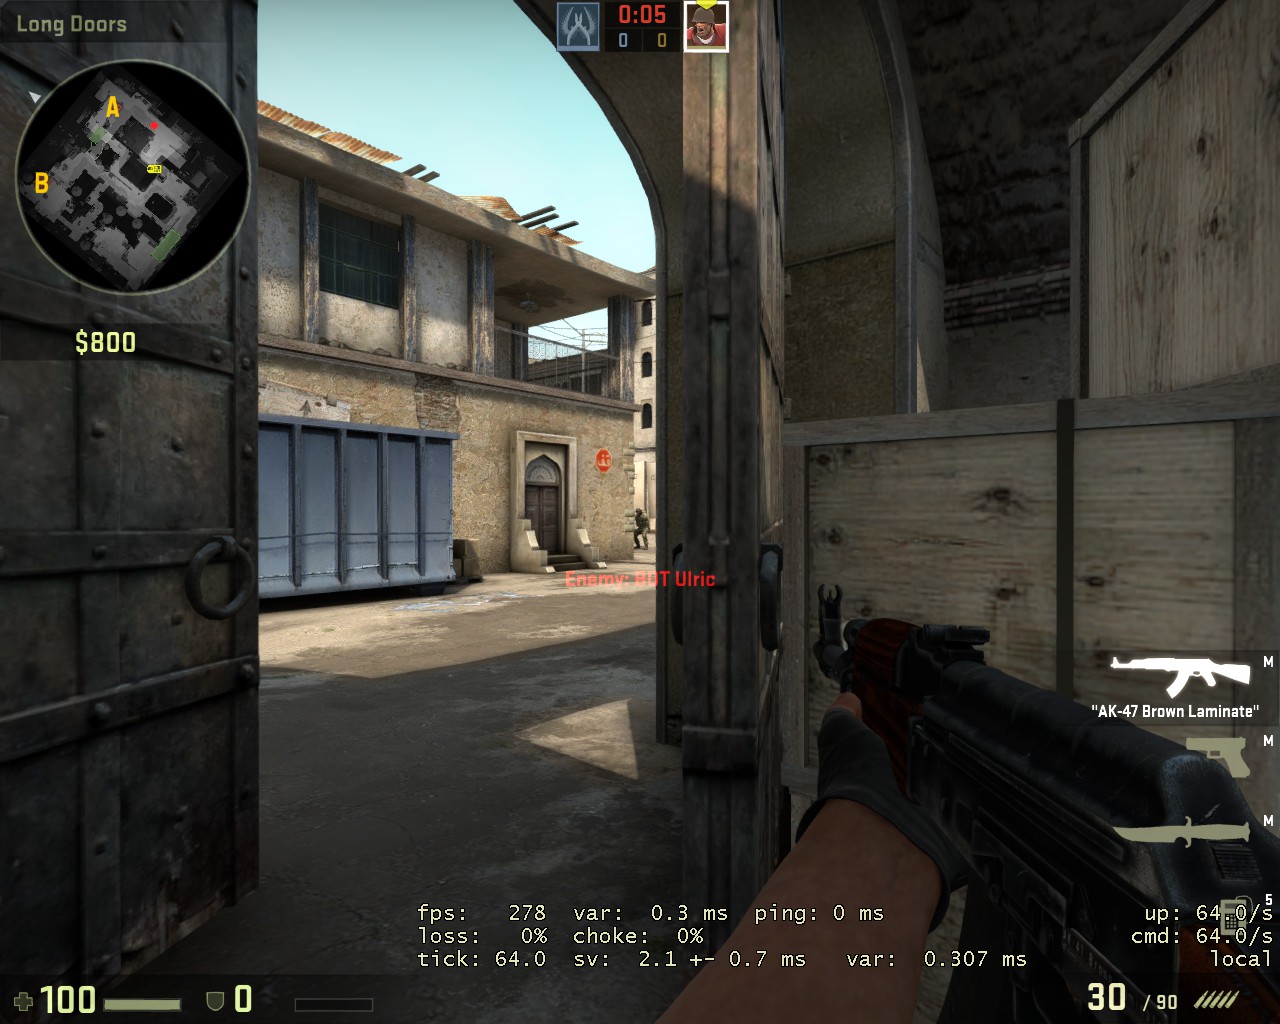 Long Doors
0:05
0 0
A
B
$800
Enemy: BOT Ulric
M
"AK-47 Brown Laminate"
M
M
5
fps: 278 var: 0.3 ms ping: 0 ms
up: 64.0/s
loss: 0% choke: 0%
cmd: 64.0/s
tick: 64.0 sv: 2.1 +- 0.7 ms var: 0.307 ms
local
100
0
30 / 90